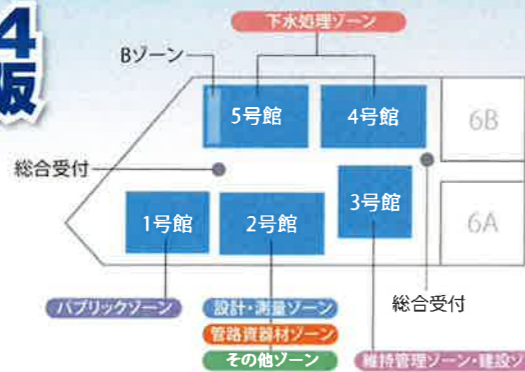 4
阪
下水処理ゾーン
Bゾーン
5号館
4号館
6B
総合受付
3号館
1号館
2号館
6A
パブリックゾーン
設計・測量ゾーン
総合受付
管路資器材ゾーン
その他ゾーン
維持管理ゾーン・建設ゾ